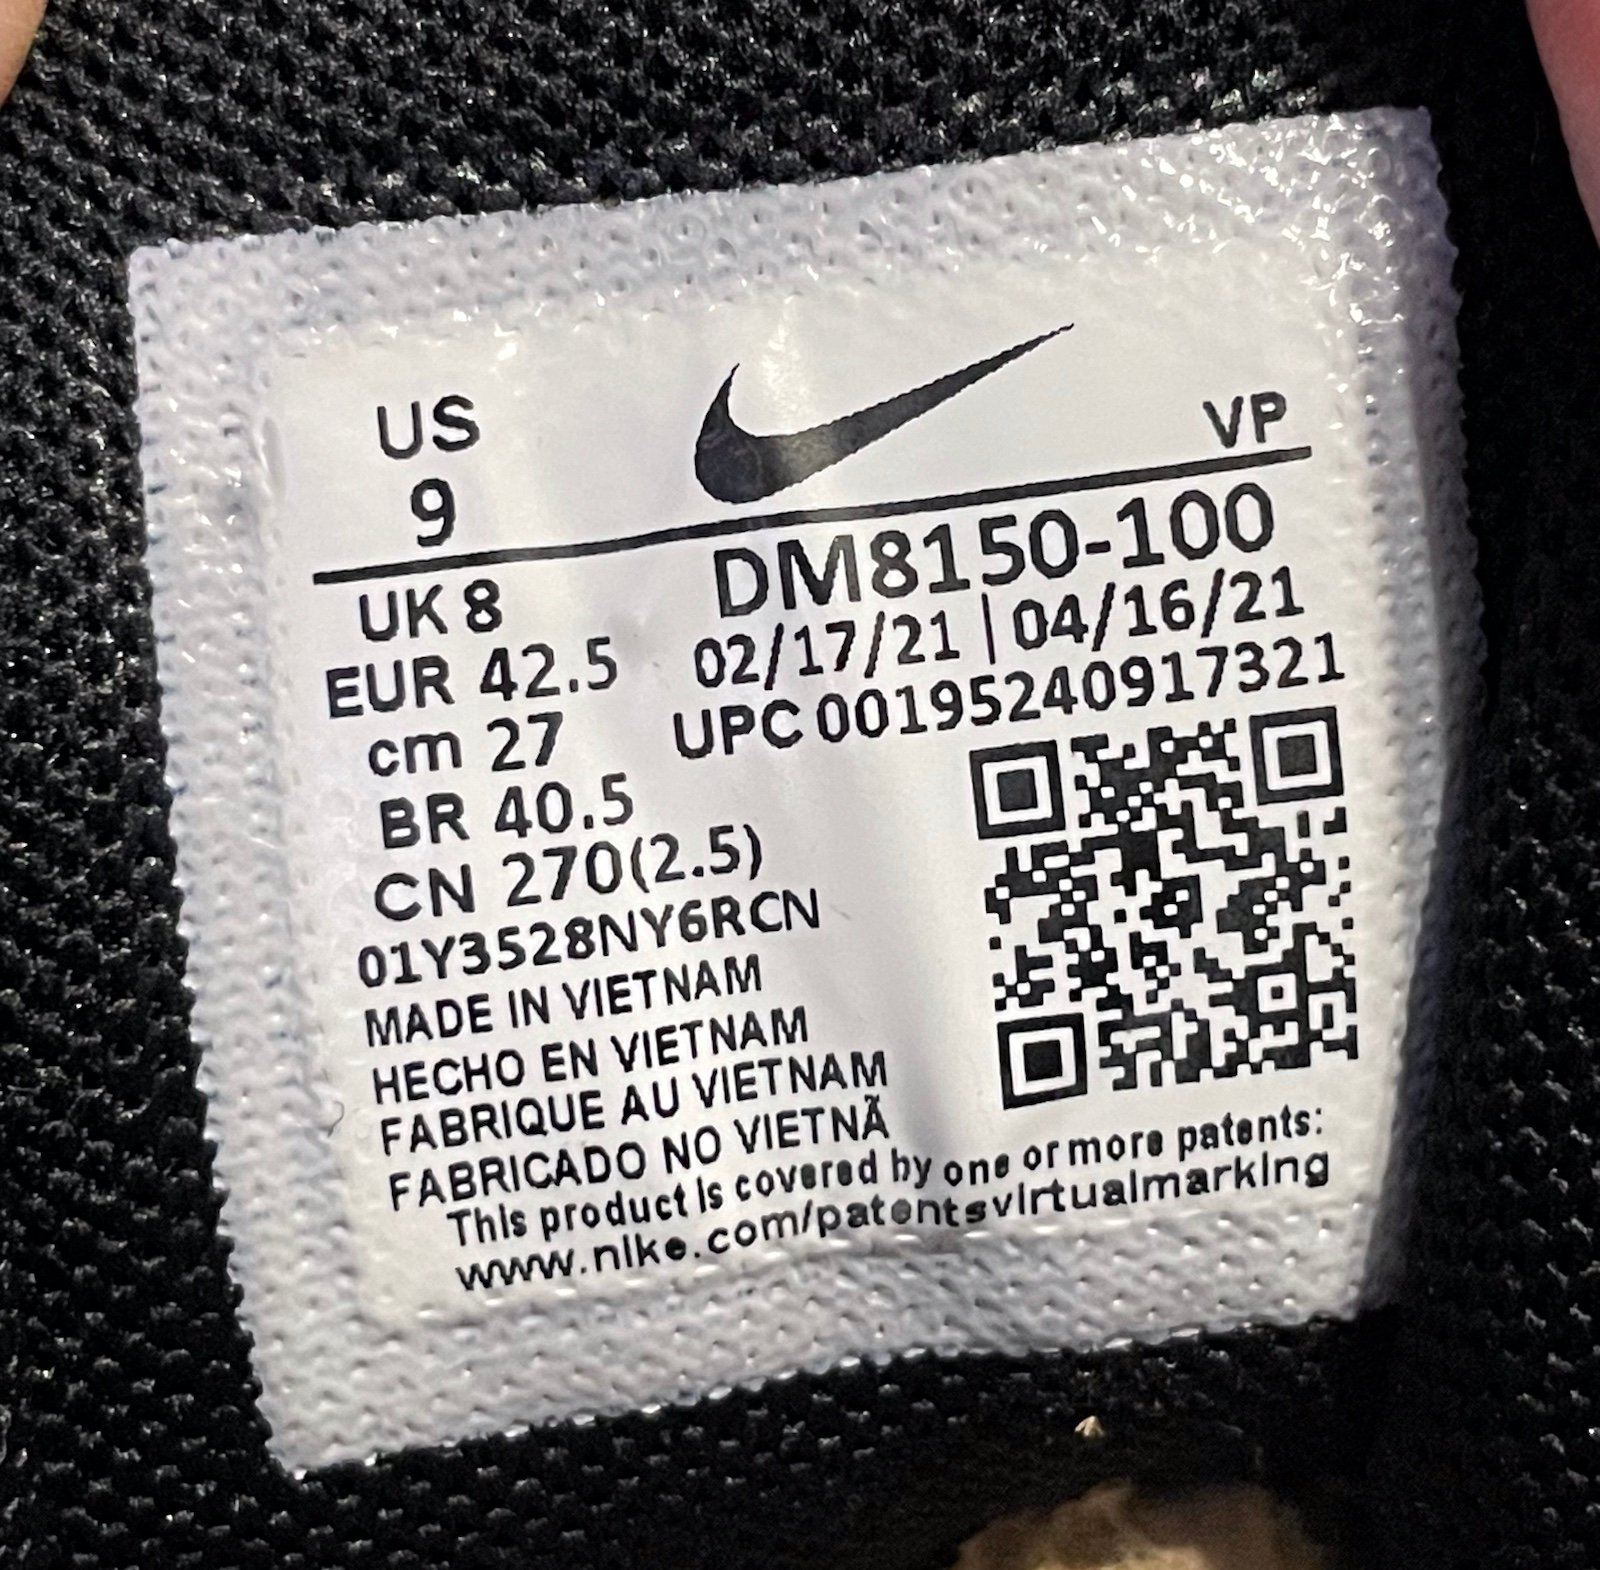 US
9
VP
UK 8
EUR 42.5
cm 27
BR 40.5
CN 270(2.5)
DM8150-100
02/17/21 | 04/16/21
UPC 00195240917321
01Y3528NY6RCN
MADE IN VIETNAM
HECHO EN VIETNAM
FABRIQUE AU VIETNAM
FABRICADO NO VIETNÃ
This product is covered by one or more patents:
www.nike.com/patentsvirtualmarking